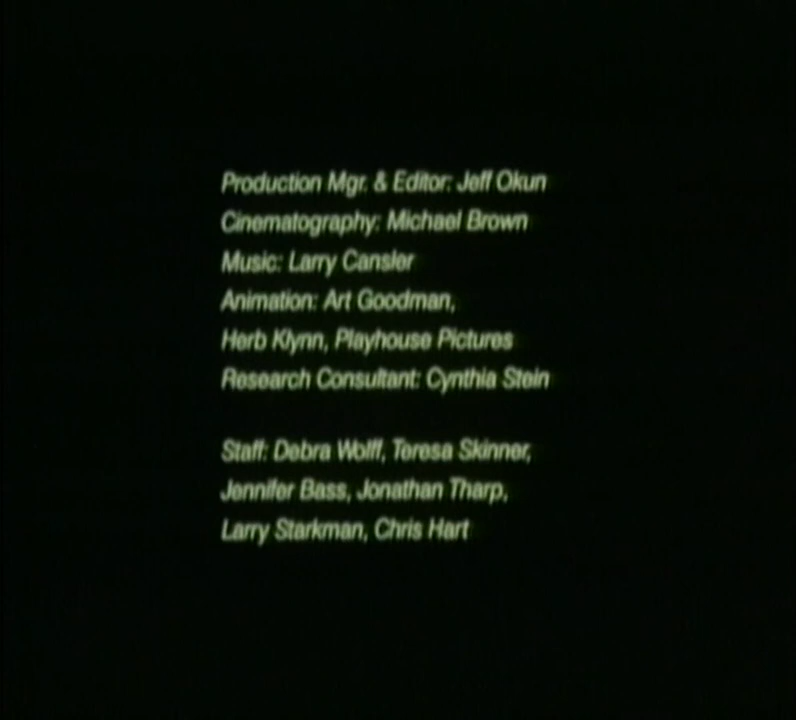 Production Mgr. & Editor: Jeff Okun
Cinematography: Michael Brown
Music: Larry Cansler
Animation: Art Goodman,
Herb Klynn, Playhouse Pictures
Research Consultant: Cynthia Stein
Staff: Debra Wolff, Teresa Skinner,
Jennifer Bass, Jonathan Tharp,
Larry Starkman, Chris Hart